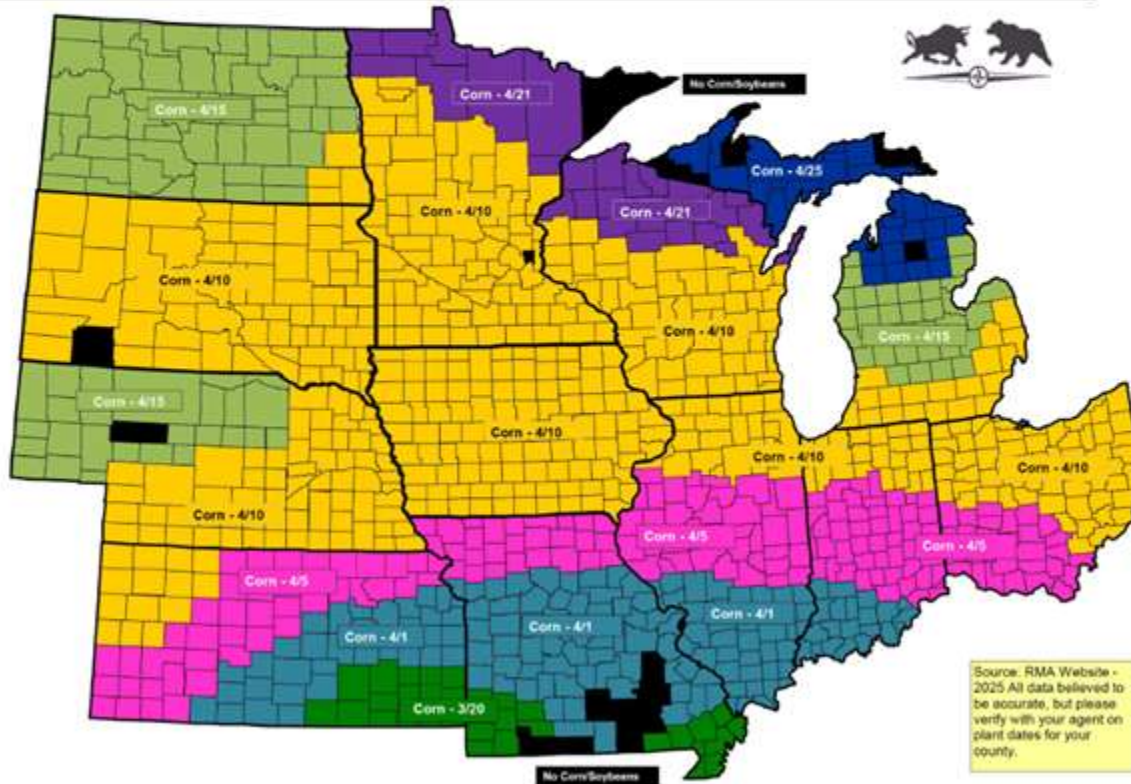 Corn - 4/21
No Corn/Soybeans
Corn - 4/15
Corn - 4/25
Corn - 4/10
Corn - 4/21
Corn - 4/10
Corn - 4/10
Corn - 4/15
Corn - 4/15
Corn - 4/10
Corn - 4/10
Corn - 4/10
Corn - 4/10
Corn - 4/5
Corn - 4/5
Corn - 4/5
Corn - 4/1
Corn - 4/1
Corn - 4/1
Corn - 3/20
Source: RMA Website -
2025 All data believed to
be accurate, but please
verify with your agent on
plant dates for your
county.
No Corn/Soybeans